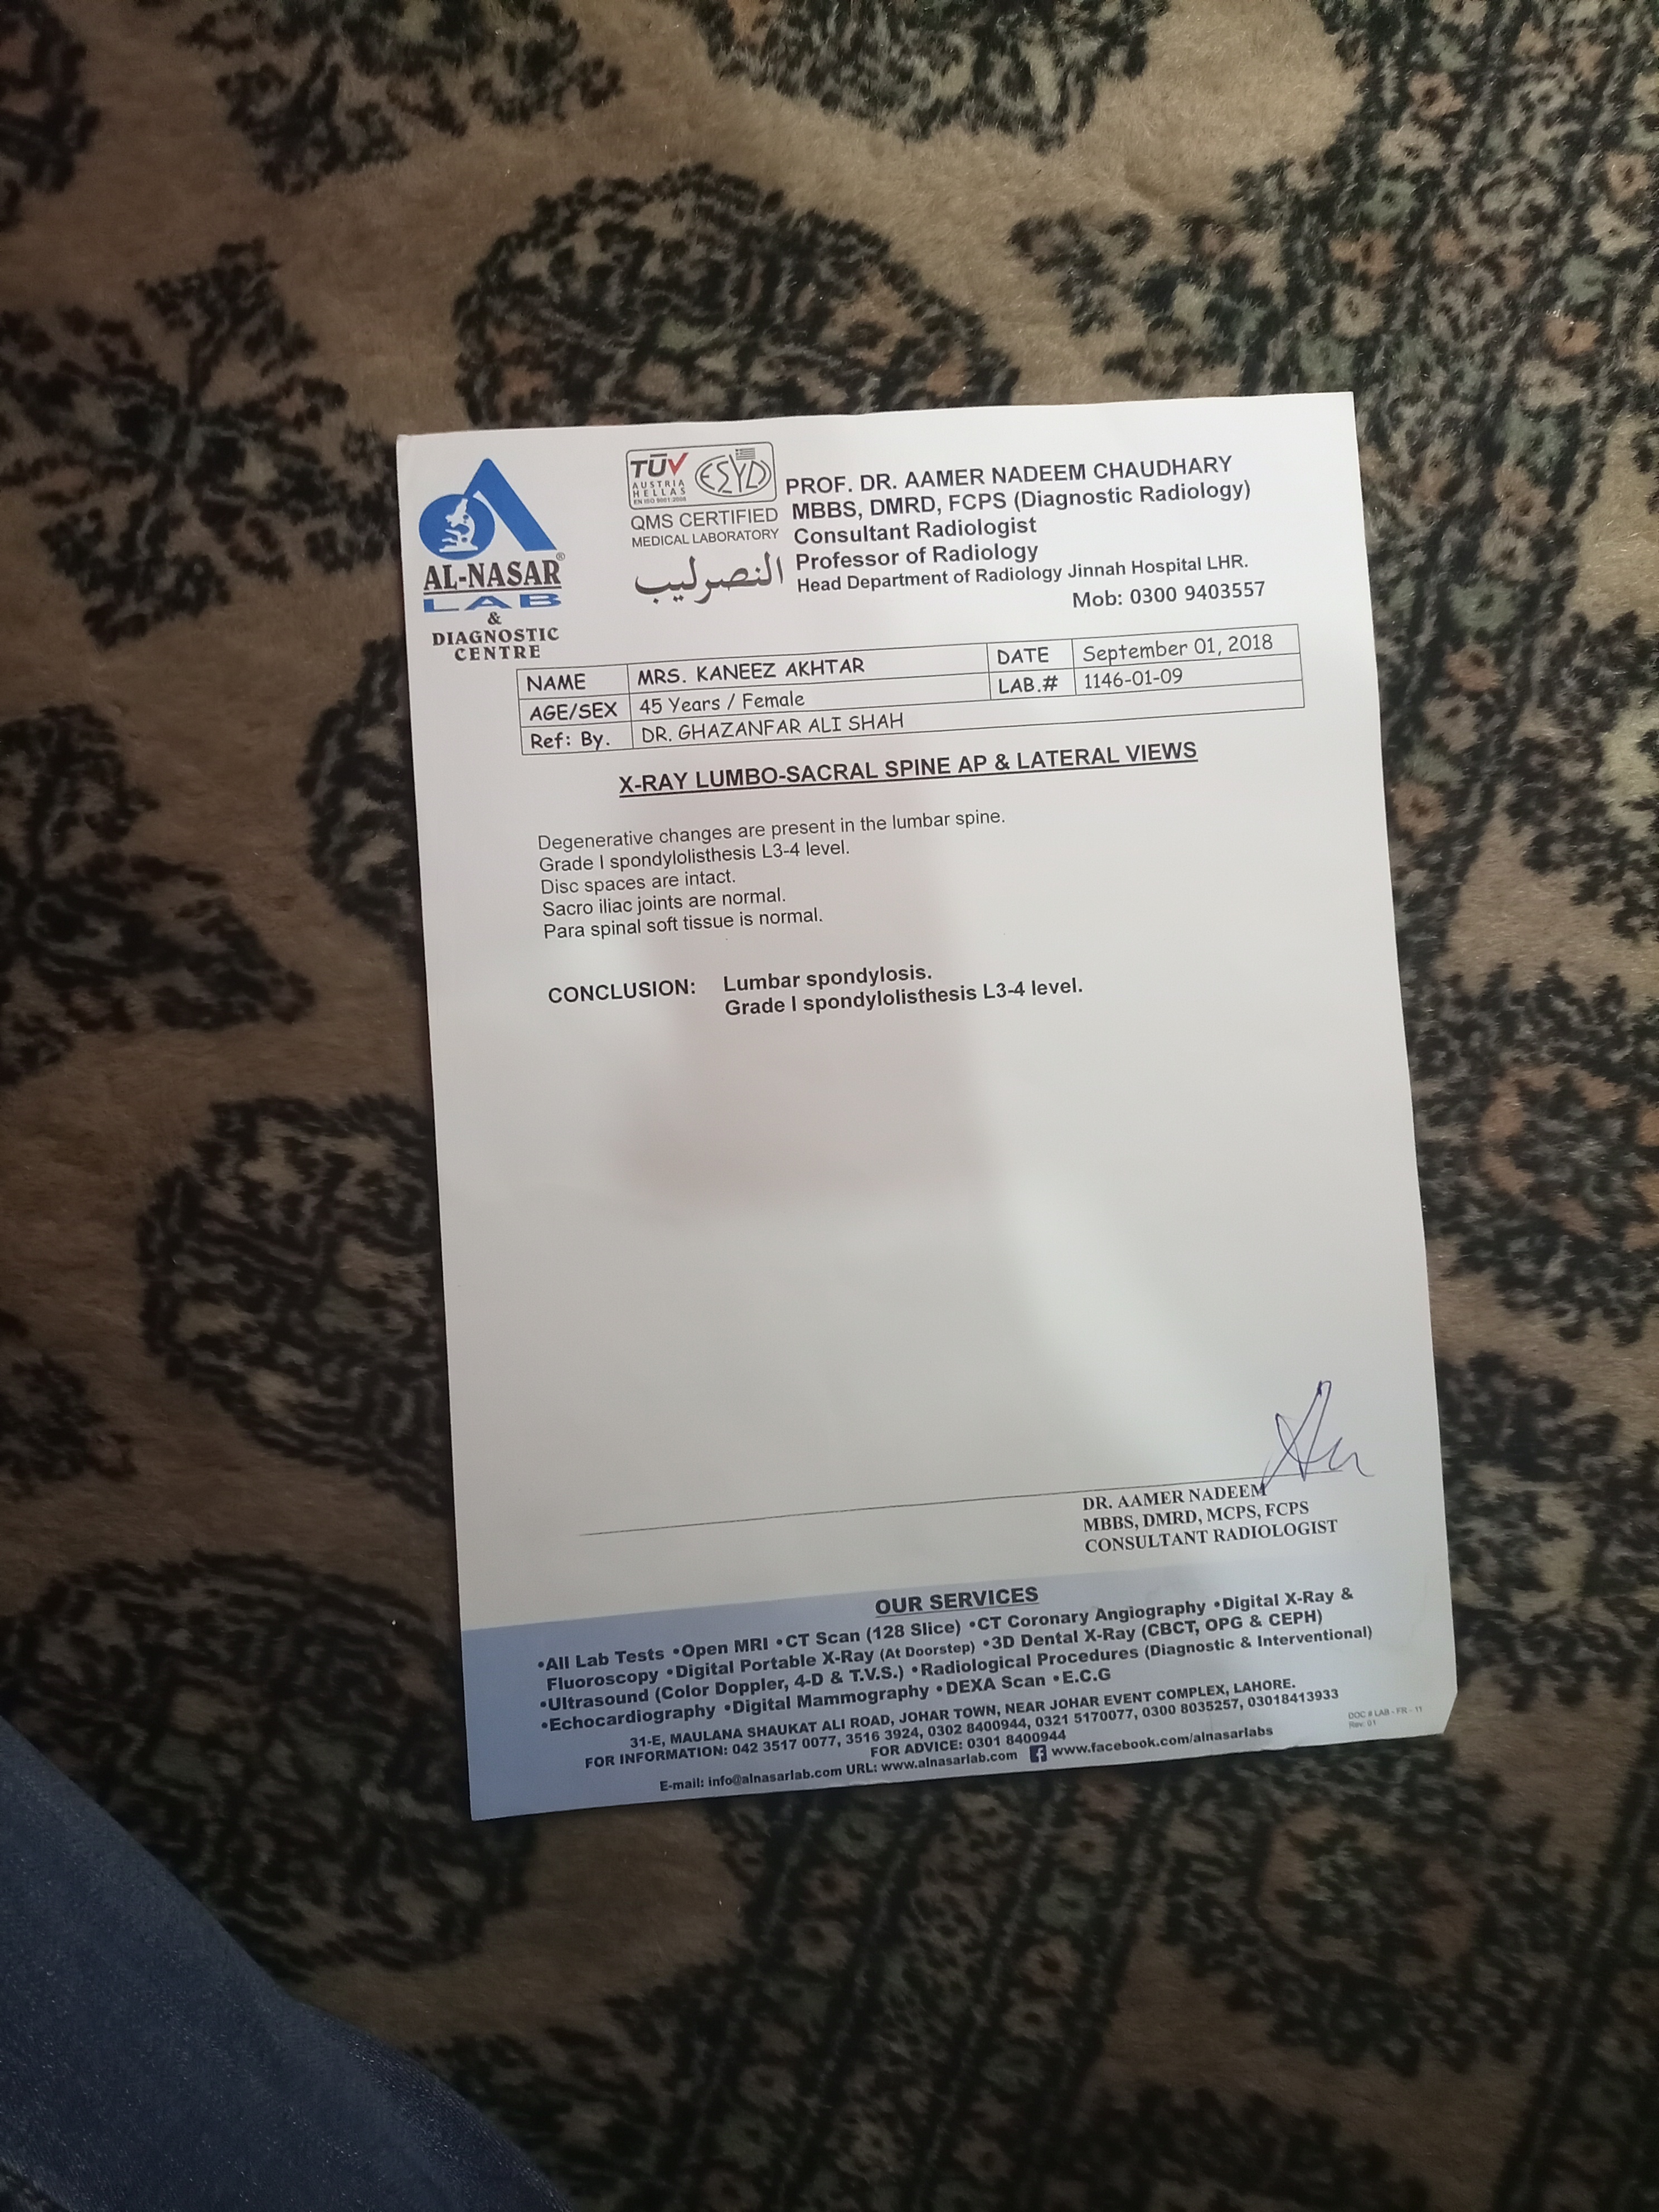 AL-NASAR®
LAB
&
DIAGNOSTIC
CENTRE
TÜV
AUSTRIA
HELLAS
EN ISO 9001:2008
ESYD
QMS CERTIFIED
MEDICAL LABORATORY
النصرلیب
PROF. DR. AAMER NADEEM CHAUDHARY
MBBS, DMRD, FCPS (Diagnostic Radiology)
Consultant Radiologist
Professor of Radiology
Head Department of Radiology Jinnah Hospital LHR.
Mob: 0300 9403557
NAME MRS. KANEEZ AKHTAR DATE September 01, 2018
AGE/SEX 45 Years / Female LAB.# 1146-01-09
Ref: By. DR. GHAZANFAR ALI SHAH
X-RAY LUMBO-SACRAL SPINE AP & LATERAL VIEWS
Degenerative changes are present in the lumbar spine.
Grade I spondylolisthesis L3-4 level.
Disc spaces are intact.
Sacro iliac joints are normal.
Para spinal soft tissue is normal.
CONCLUSION: Lumbar spondylosis.
Grade I spondylolisthesis L3-4 level.
DR. AAMER NADEEM
MBBS, DMRD, MCPS, FCPS
CONSULTANT RADIOLOGIST
OUR SERVICES
•All Lab Tests •Open MRI •CT Scan (128 Slice) •CT Coronary Angiography •Digital X-Ray &
Fluoroscopy •Digital Portable X-Ray (At Doorstep) •3D Dental X-Ray (CBCT, OPG & CEPH)
•Ultrasound (Color Doppler, 4-D & T.V.S.) •Radiological Procedures (Diagnostic & Interventional)
•Echocardiography •Digital Mammography •DEXA Scan •E.C.G
31-E, MAULANA SHAUKAT ALI ROAD, JOHAR TOWN, NEAR JOHAR EVENT COMPLEX, LAHORE.
FOR INFORMATION: 042 3517 0077, 3516 3924, 0302 8400944, 0321 5170077, 0300 8035257, 03018413933
FOR ADVICE: 0301 8400944
E-mail: info@alnasarlab.com URL: www.alnasarlab.com f www.facebook.com/alnasarlabs
DOC # LAB - FR - 11
Rev: 01